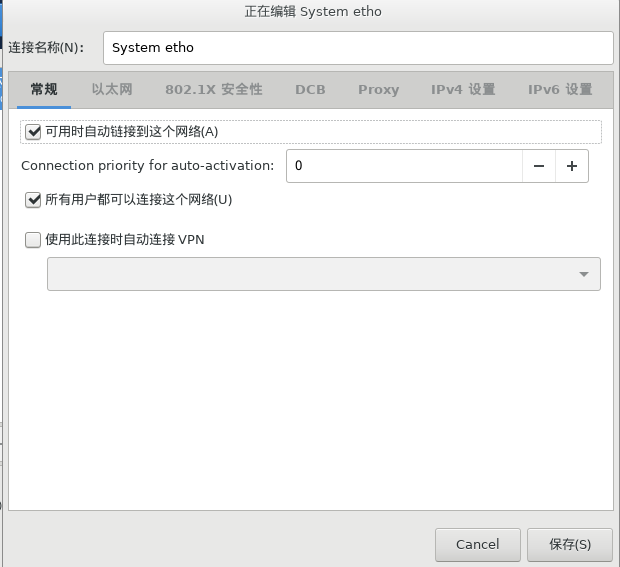 正在编辑 System etho
连接名称(N)： System etho
常规 以太网 802.1X 安全性 DCB Proxy IPv4 设置 IPv6 设置
可用时自动链接到这个网络(A)
Connection priority for auto-activation: 0 − +
所有用户都可以连接这个网络(U)
使用此连接时自动连接 VPN
Cancel 保存(S)